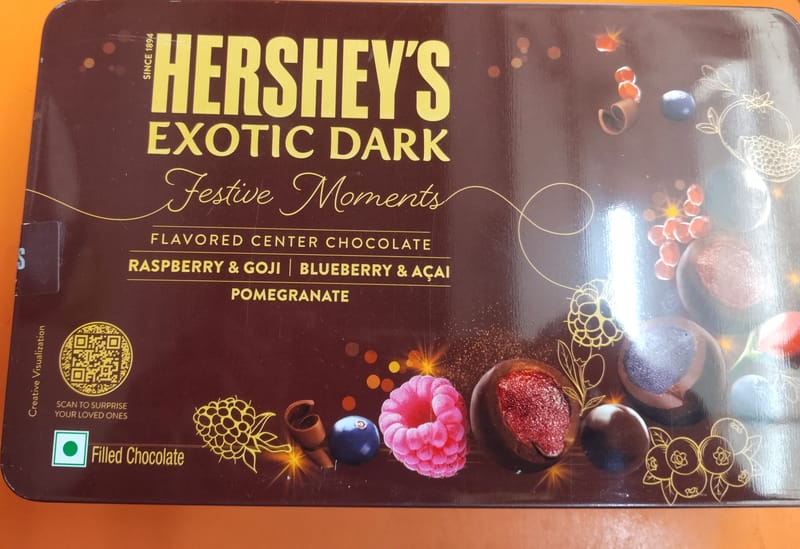 SINCE 1894
HERSHEY'S
EXOTIC DARK
Festive Moments
FLAVORED CENTER CHOCOLATE
RASPBERRY & GOJI | BLUEBERRY & AÇAI
POMEGRANATE
Creative Visualization
SCAN TO SURPRISE
YOUR LOVED ONES
Filled Chocolate
S